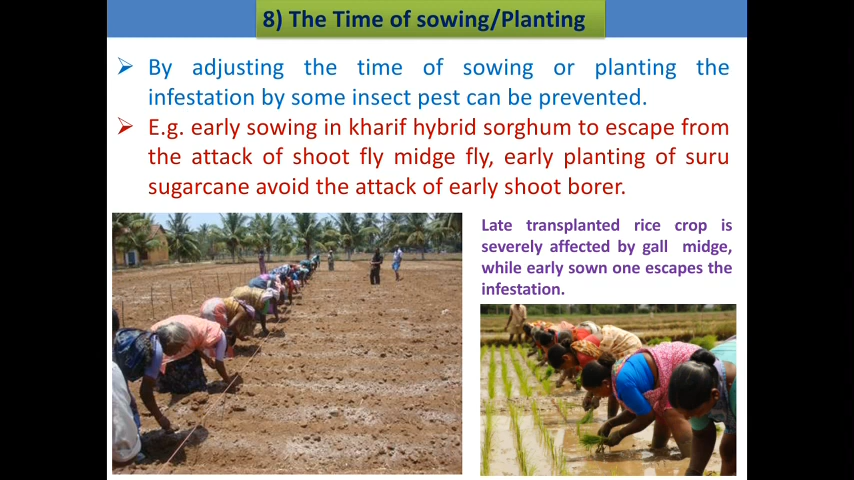 8) The Time of sowing/Planting
By adjusting the time of sowing or planting the
infestation by some insect pest can be prevented.
E.g. early sowing in kharif hybrid sorghum to escape from
the attack of shoot fly midge fly, early planting of suru
sugarcane avoid the attack of early shoot borer.
Late transplanted rice crop is
severely affected by gall midge,
while early sown one escapes the
infestation.